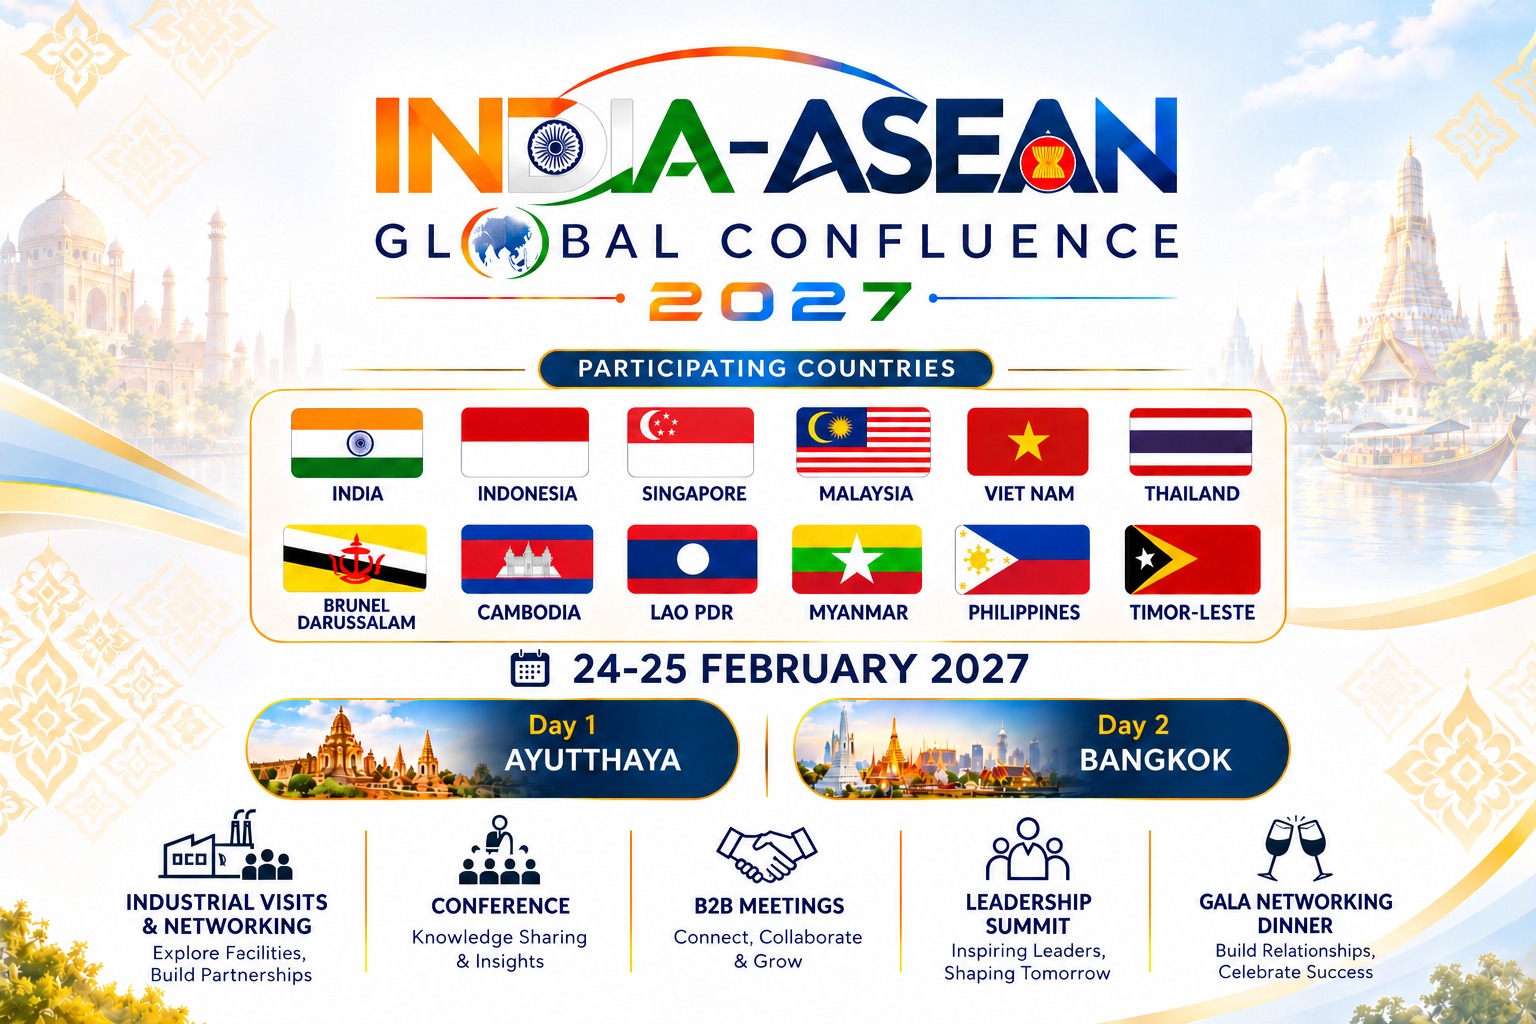 INDIA-ASEAN
GLOBAL CONFLUENCE
2027
PARTICIPATING COUNTRIES
INDIA
INDONESIA
SINGAPORE
MALAYSIA
VIET NAM
THAILAND
BRUNEL
DARUSSALAM
CAMBODIA
LAO PDR
MYANMAR
PHILIPPINES
TIMOR-LESTE
24-25 FEBRUARY 2027
Day 1
AYUTTHAYA
Day 2
BANGKOK
INDUSTRIAL VISITS
& NETWORKING
Explore Facilities,
Build Partnerships
CONFERENCE
Knowledge Sharing
& Insights
B2B MEETINGS
Connect, Collaborate
& Grow
LEADERSHIP
SUMMIT
Inspiring Leaders,
Shaping Tomorrow
GALA NETWORKING
DINNER
Build Relationships,
Celebrate Success